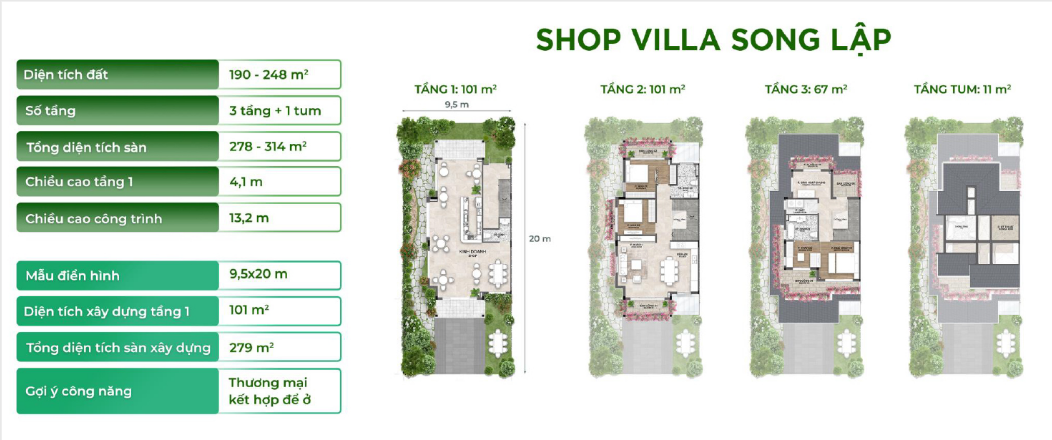 SHOP VILLA SONG LẬP
Diện tích đất 190 - 248 m²
Số tầng 3 tầng + 1 tum
Tổng diện tích sàn 278 - 314 m²
Chiều cao tầng 1 4,1 m
Chiều cao công trình 13,2 m
Mẫu điển hình 9,5x20 m
Diện tích xây dựng tầng 1 101 m²
Tổng diện tích sàn xây dựng 279 m²
Gợi ý công năng Thương mại
kết hợp để ở
TẦNG 1: 101 m²
9,5 m
20 m
KINH DOANH
TẦNG 2: 101 m²
TẦNG 3: 67 m²
TẦNG TUM: 11 m²